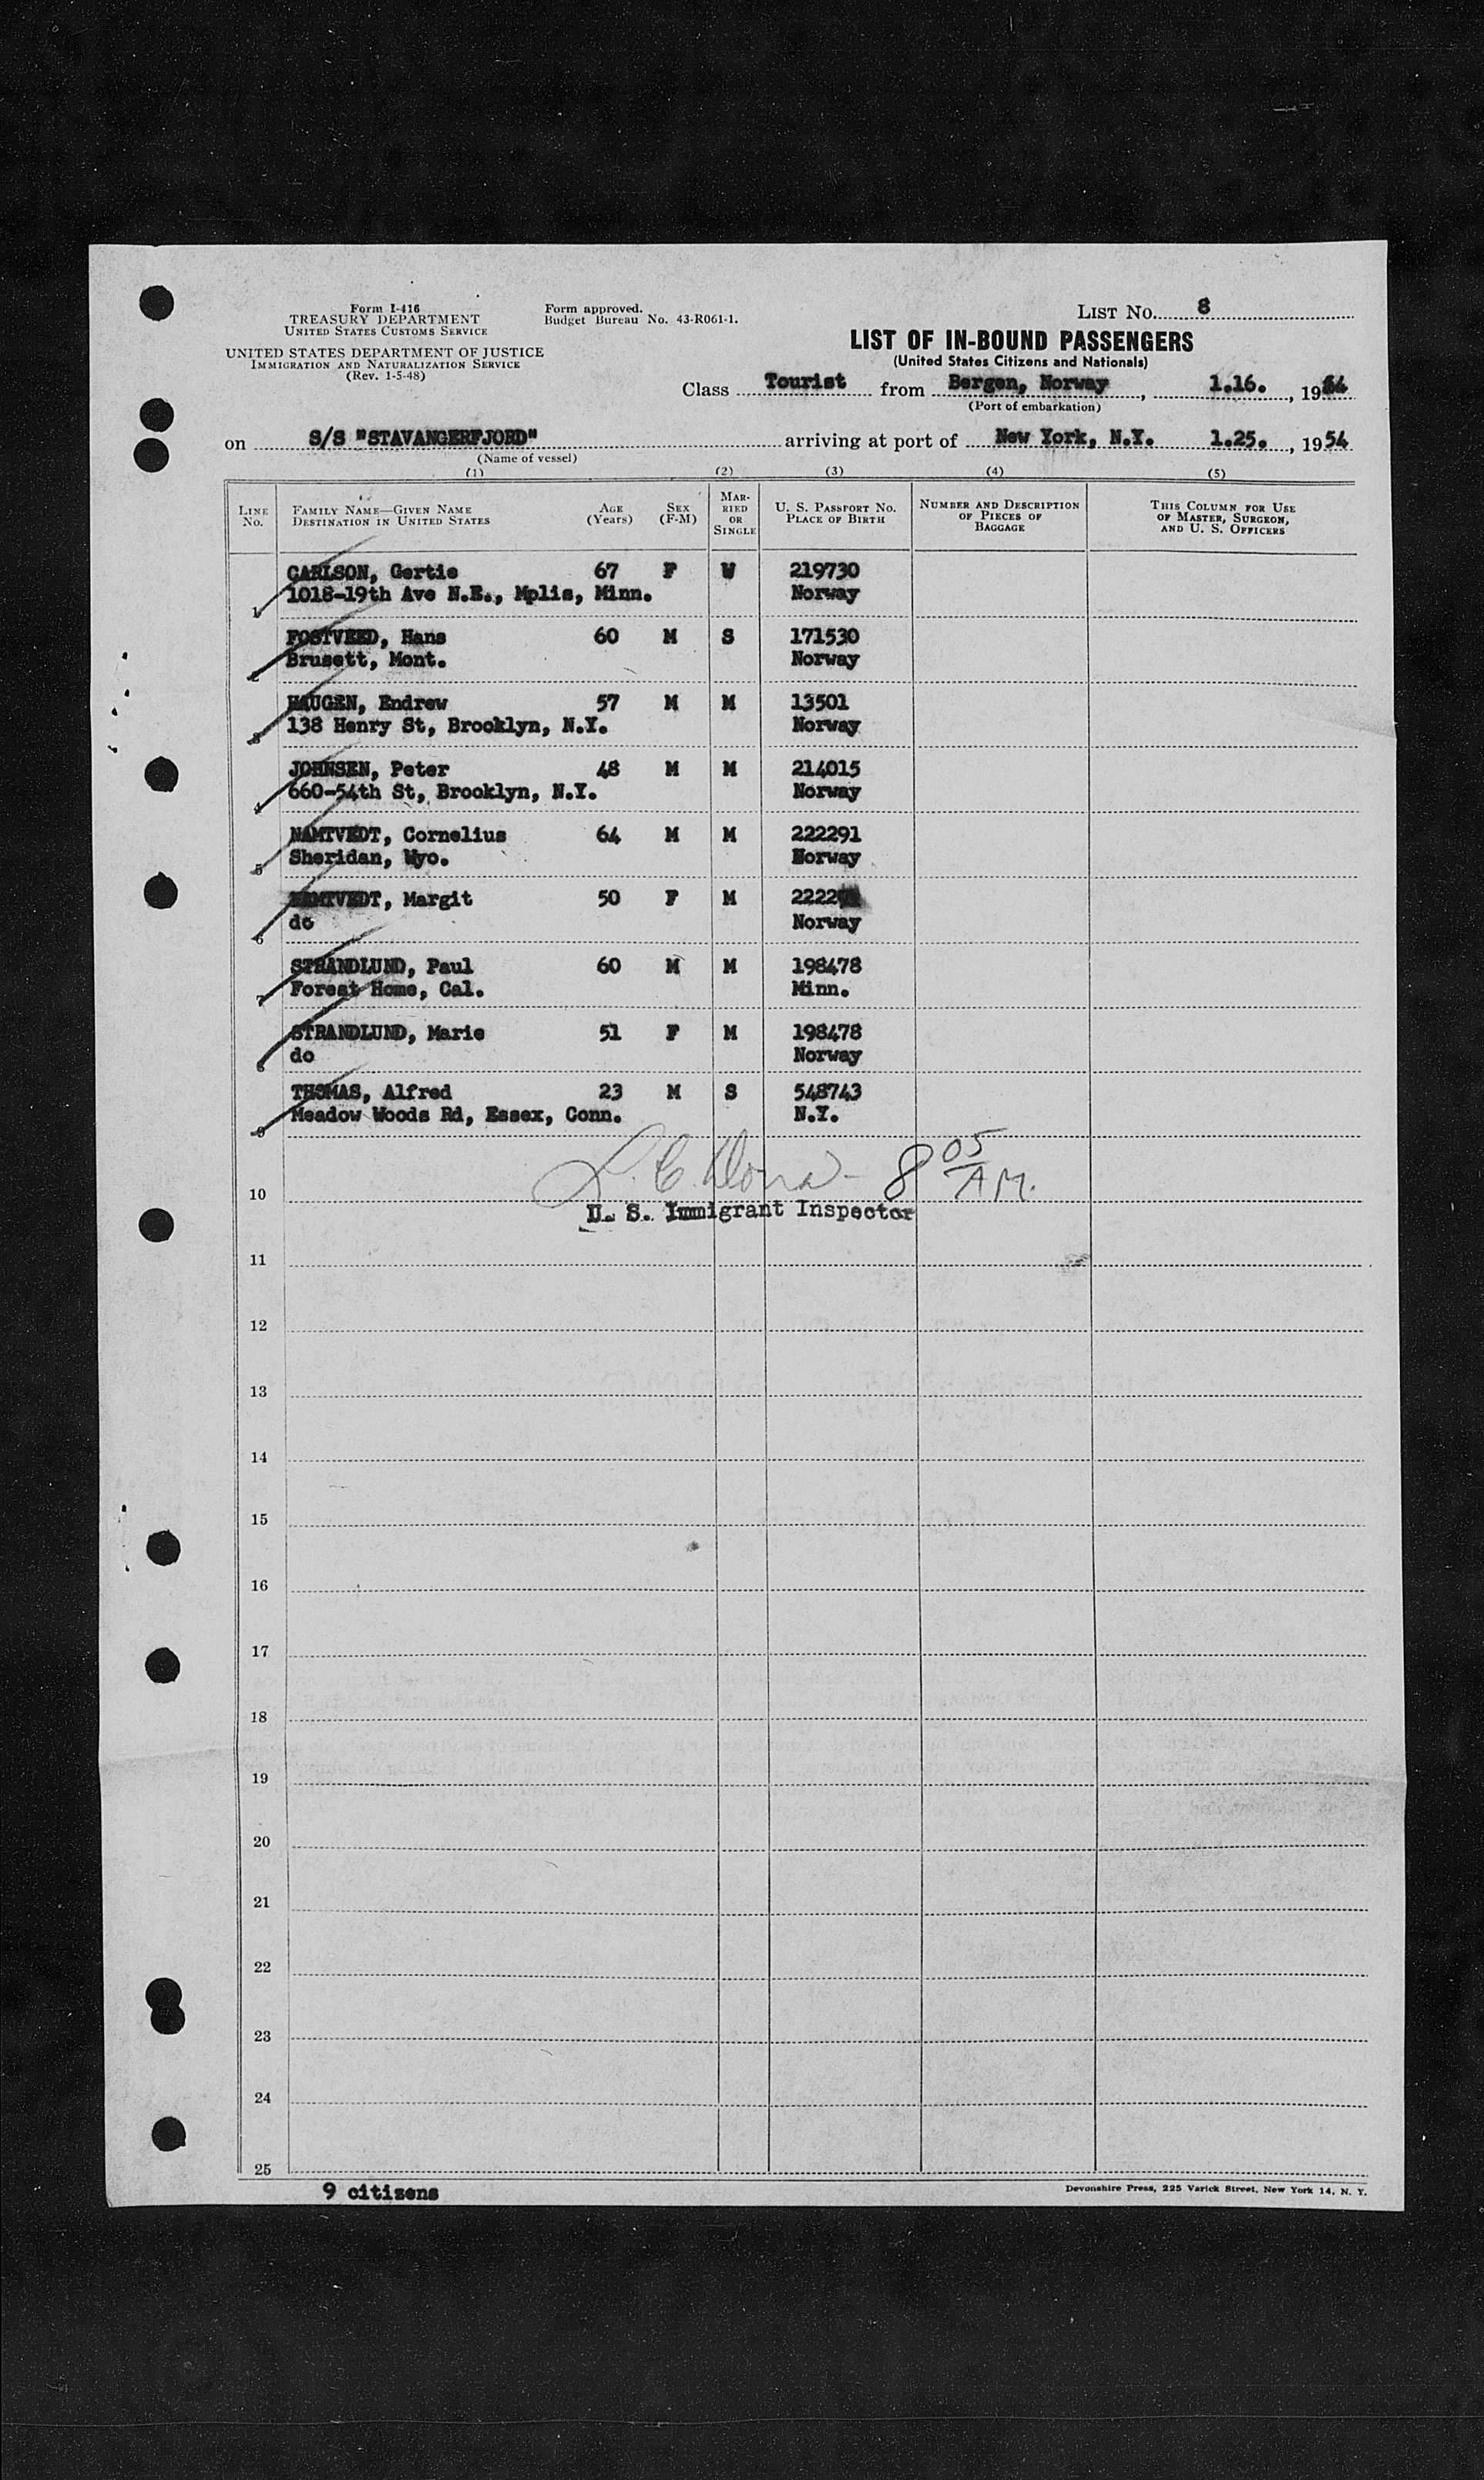 Form I-416
TREASURY DEPARTMENT
UNITED STATES CUSTOMS SERVICE
UNITED STATES DEPARTMENT OF JUSTICE
IMMIGRATION AND NATURALIZATION SERVICE
(Rev. 1-5-48)
Form approved.
Budget Bureau No. 43-R061-1.
LIST NO. 8
LIST OF IN-BOUND PASSENGERS
(United States Citizens and Nationals)
Class Tourist from Bergen, Norway, 1.16., 1954
(Port of embarkation)
on S/S "STAVANGERFJORD" arriving at port of New York, N.Y. 1.25., 1954
(Name of vessel)
(1) (2) (3) (4) (5)
LINE NO.
FAMILY NAME—GIVEN NAME
DESTINATION IN UNITED STATES
AGE (Years)
SEX (F-M)
MARRIED OR SINGLE
U. S. PASSPORT NO.
PLACE OF BIRTH
NUMBER AND DESCRIPTION OF PIECES OF BAGGAGE
THIS COLUMN FOR USE OF MASTER, SURGEON, AND U. S. OFFICERS
CARLSON, Gertie 67 F W 219730
1 1018-19th Ave N.E., Mplis, Minn. Norway
FOSTVEED, Hans 60 M S 171530
2 Brusett, Mont. Norway
HAUGEN, Endrew 57 M M 13501
3 138 Henry St, Brooklyn, N.Y. Norway
JOHNSEN, Peter 48 M M 214015
4 660-54th St, Brooklyn, N.Y. Norway
NAMTVEDT, Cornelius 64 M M 222291
5 Sheridan, Wyo. Norway
NAMTVEDT, Margit 50 F M
6 do Norway
STRANDLUND, Paul 60 M M 198478
7 Forest Home, Cal. Minn.
STRANDLUND, Marie 51 F M 198478
8 do Norway
THOMAS, Alfred 23 M S 548743
9 Meadow Woods Rd, Essex, Conn. N.Y.
L. C. - 8 05 AM.
10
U. S. Immigrant Inspector
11
12
13
14
15
16
17
18
19
20
21
22
23
24
25
9 citizens
Devonshire Press, 225 Varick Street, New York 14, N. Y.